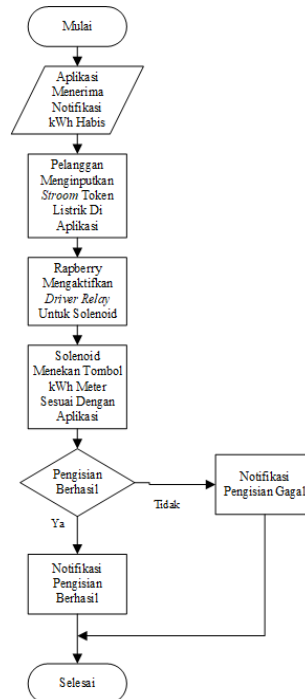 Mulai
Aplikasi
Menerima
Notifikasi
kWh Habis
Pelanggan
Menginputkan
Stroom Token
Listrik Di
Aplikasi
Rapberry
Mengaktifkan
Driver Relay
Untuk Solenoid
Solenoid
Menekan Tombol
kWh Meter
Sesuai Dengan
Aplikasi
Pengisian
Berhasil
Tidak
Notifikasi
Pengisian Gagal
Ya
Notifikasi
Pengisian
Berhasil
Selesai